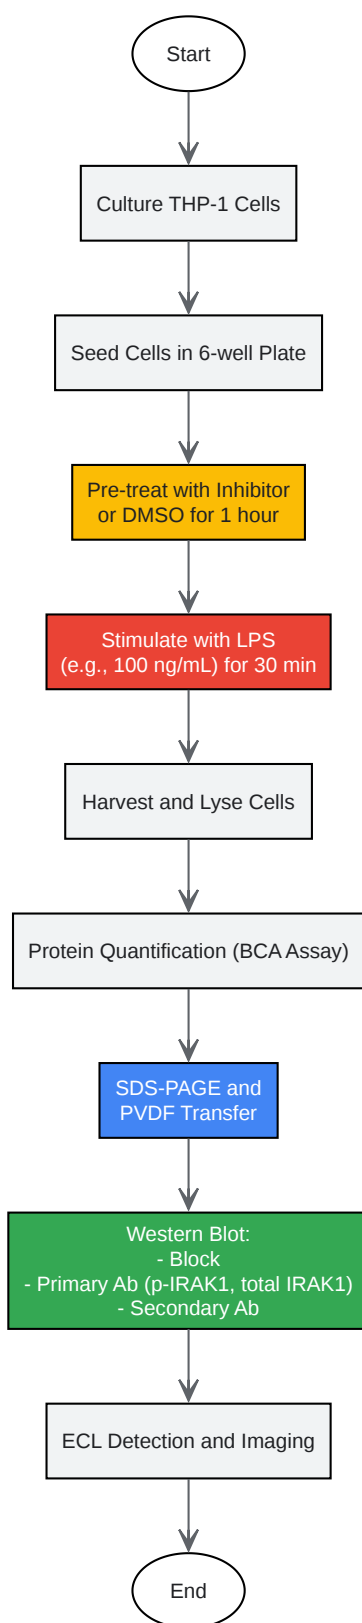 Start
Culture THP-1 Cells
Seed Cells in 6-well Plate
Pre-treat with Inhibitor
or DMSO for 1 hour
Stimulate with LPS
(e.g., 100 ng/mL) for 30 min
Harvest and Lyse Cells
Protein Quantification (BCA Assay)
SDS-PAGE and
PVDF Transfer
Western Blot:
- Block
- Primary Ab (p-IRAK1, total IRAK1)
- Secondary Ab
ECL Detection and Imaging
End